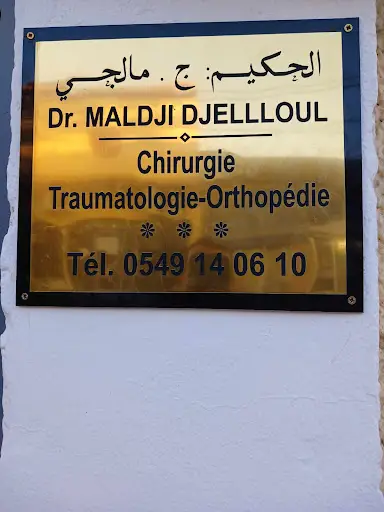 الحكيم: ج. مالجي
Dr. MALDJI DJELLLOUL
Chirurgie
Traumatologie-Orthopédie
Tél. 0549 14 06 10